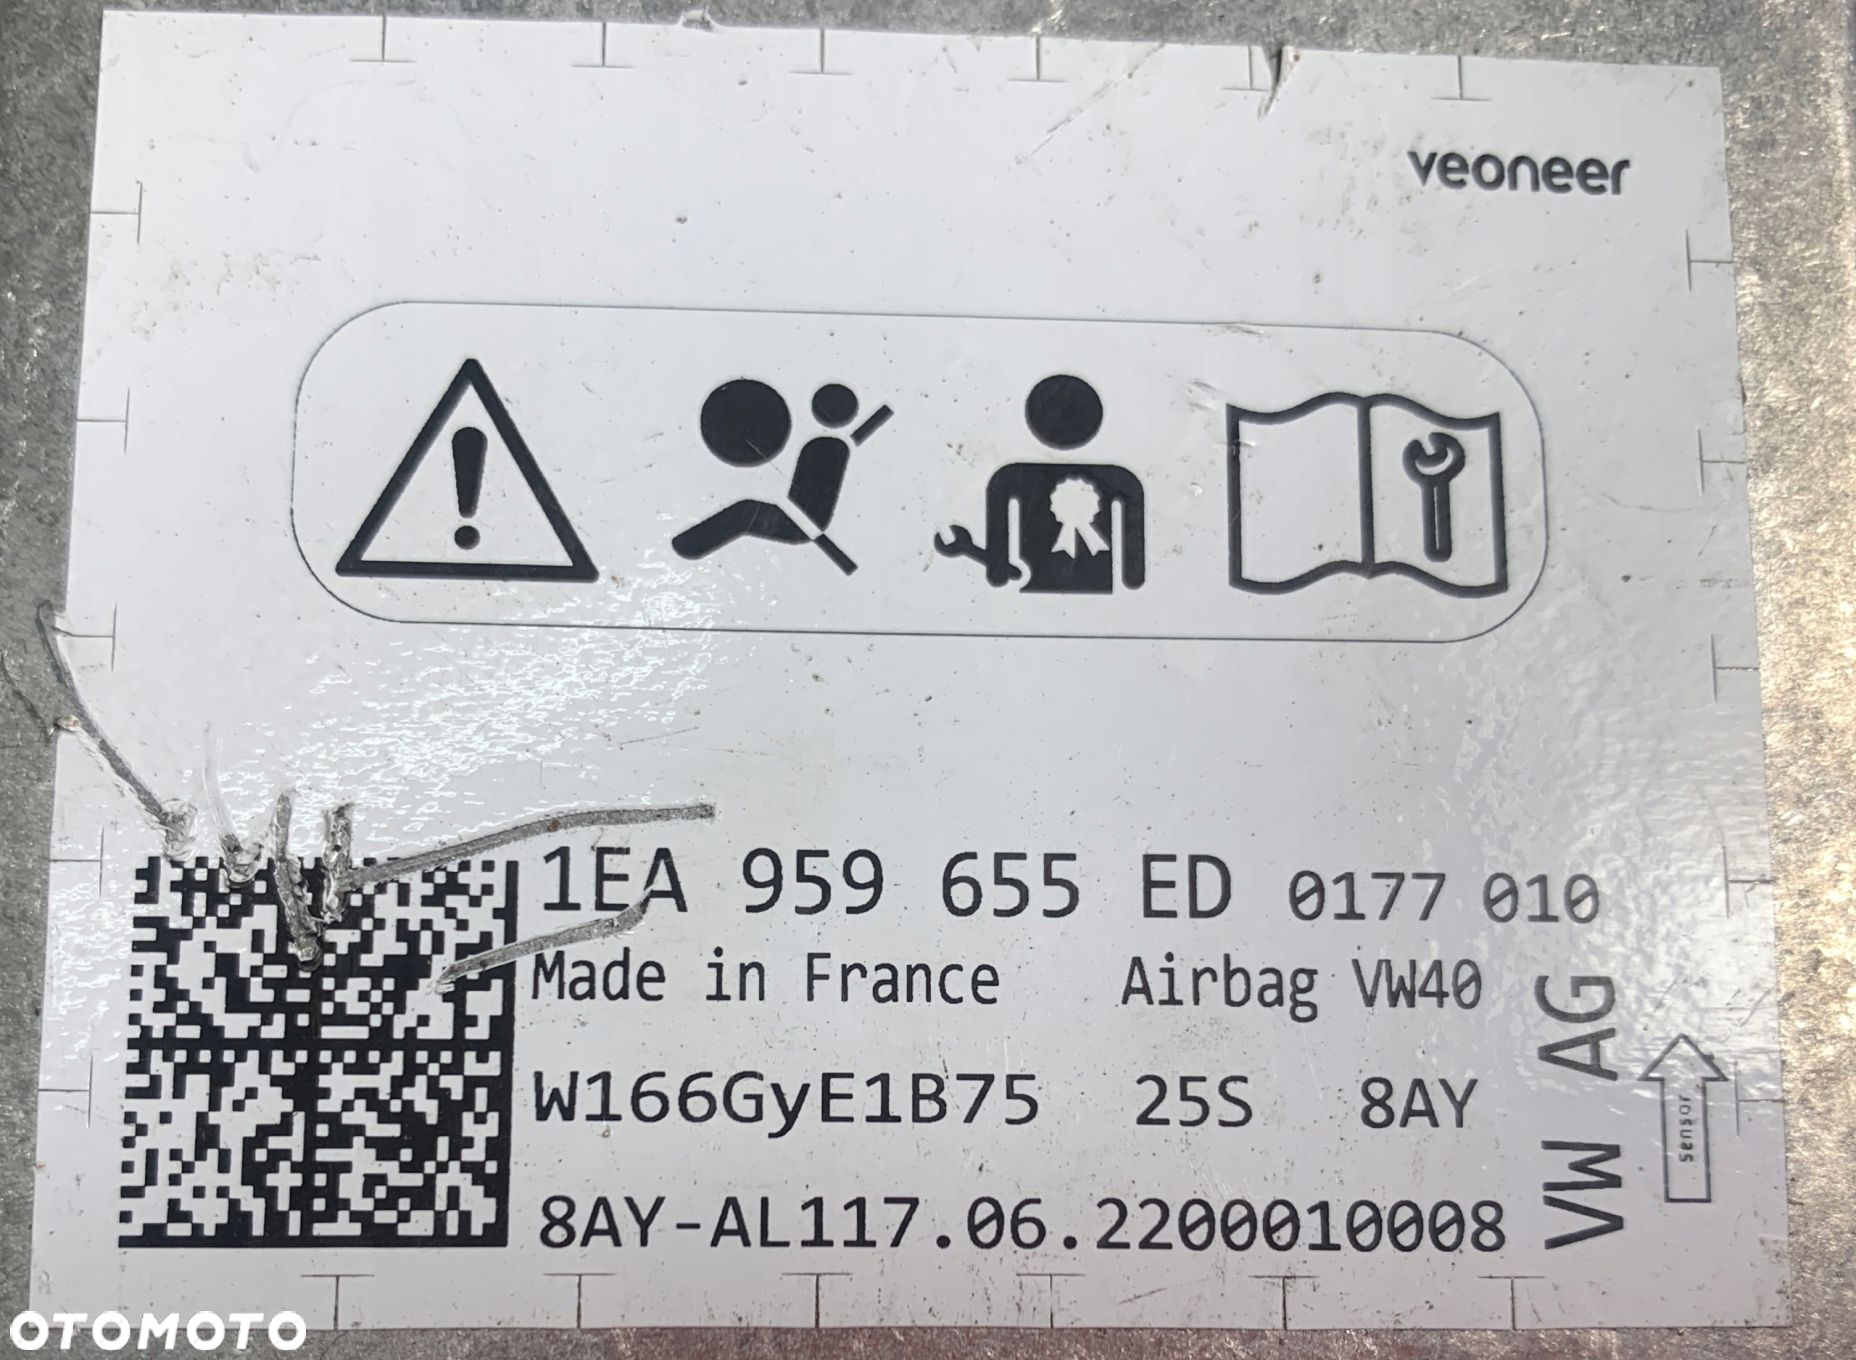 veoneer
1EA 959 655 ED 0177 010
Made in France Airbag VW40
W166GyE1B75 25S 8AY
8AY-AL117.06.2200010008
VW AG
Sensor
OTOMOTO